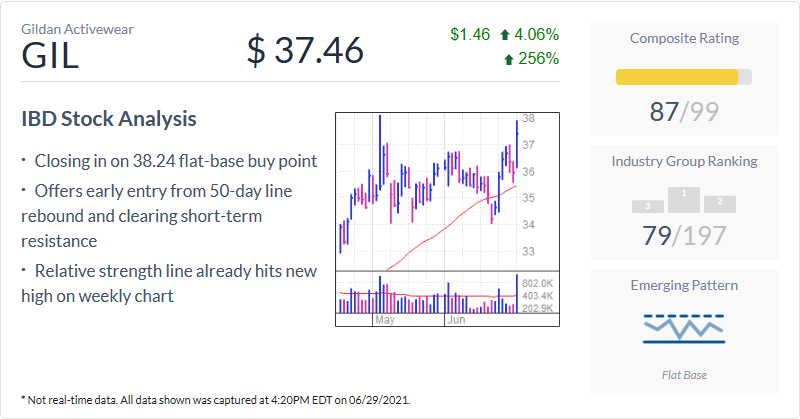 Gildan Activewear
GIL
$ 37.46
$1.46 4.06%
256%
IBD Stock Analysis
• Closing in on 38.24 flat-base buy point
• Offers early entry from 50-day line
rebound and clearing short-term
resistance
• Relative strength line already hits new
high on weekly chart
38
37
36
35
34
33
802.0K
403.4K
202.9K
May
Jun
Composite Rating
87/99
Industry Group Ranking
3
1
2
79/197
Emerging Pattern
Flat Base
* Not real-time data. All data shown was captured at 4:20PM EDT on 06/29/2021.